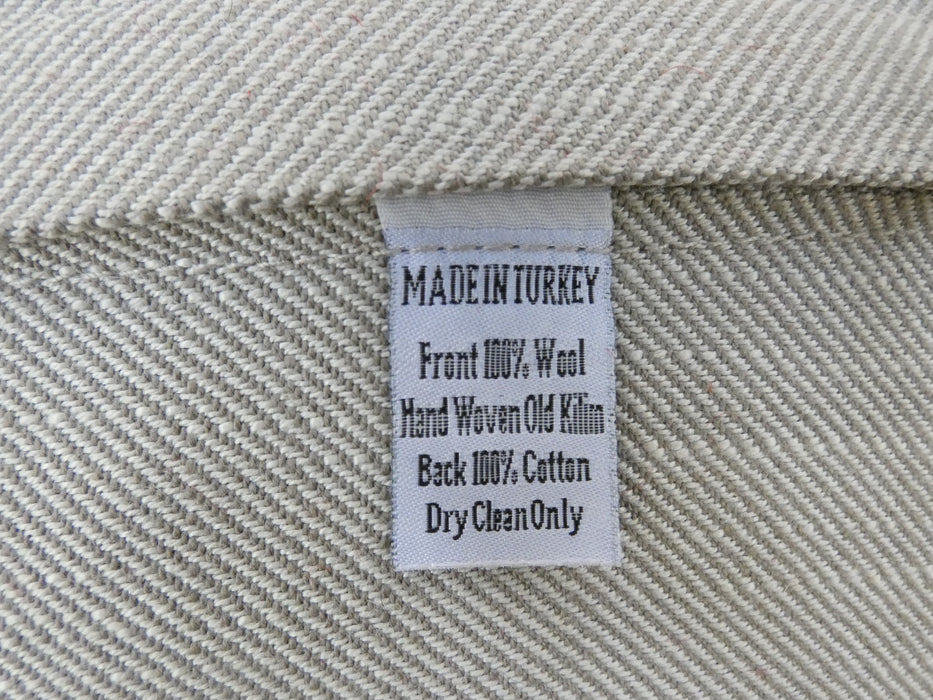 MADE IN TURKEY
Front 100% Wool
Hand Woven Old Kilim
Back 100% Cotton
Dry Clean Only